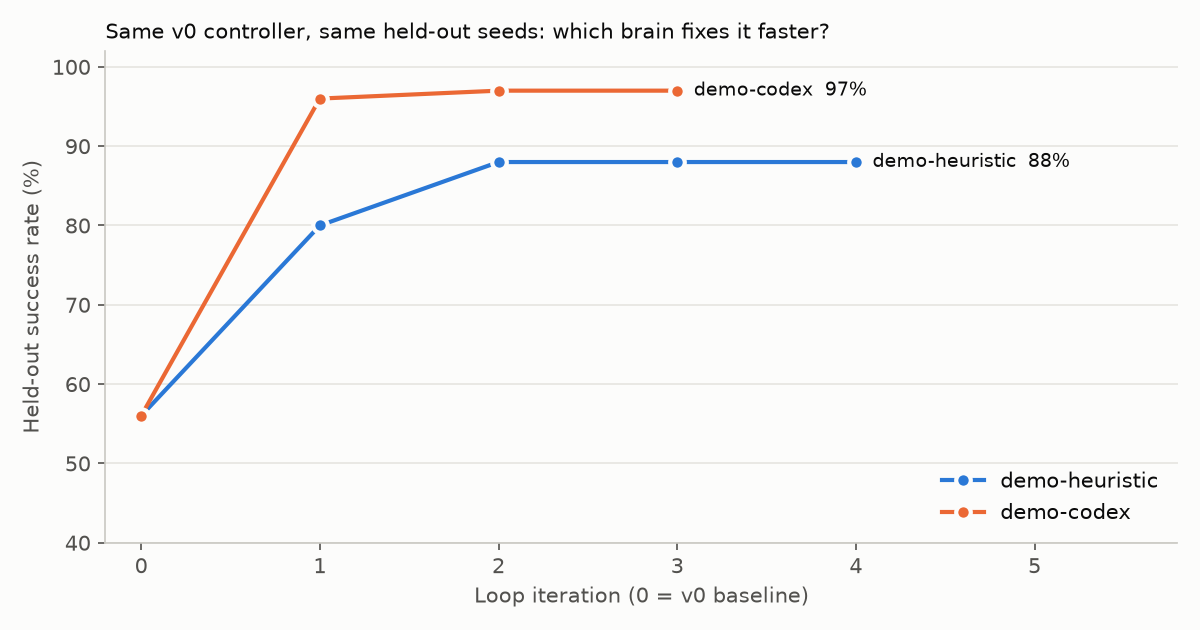 Same v0 controller, same held-out seeds: which brain fixes it faster?
100
90
80
70
60
50
40
Held-out success rate (%)
demo-codex 97%
demo-heuristic 88%
demo-heuristic
demo-codex
0 1 2 3 4 5
Loop iteration (0 = v0 baseline)